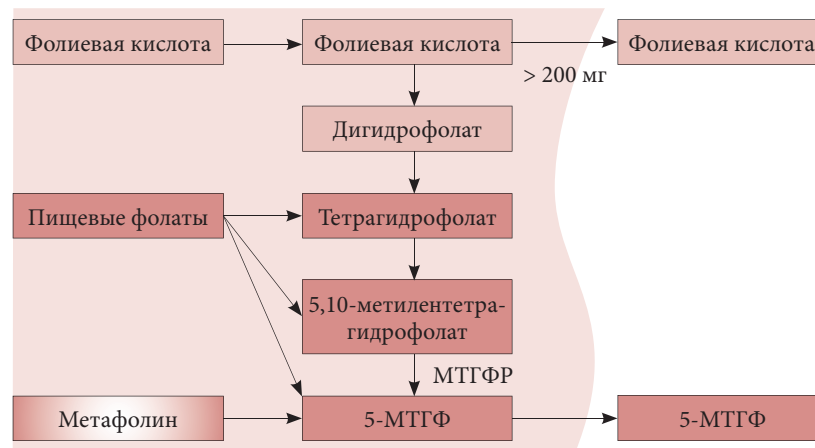 Фолиевая кислота
Фолиевая кислота
Фолиевая кислота
> 200 мг
Дигидрофолат
Пищевые фолаты
Тетрагидрофолат
5,10-метилентетра-
гидрофолат
МТГФР
Метафолин
5-МТГФ
5-МТГФ